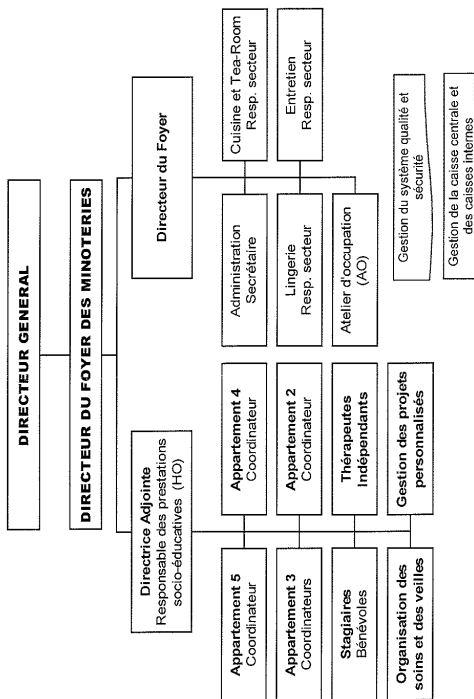 DIRECTEUR GENERAL
DIRECTEUR DU FOYER DES MINOTERIES
Directrice Adjointe
Responsable des prestations
socio-éducatives (HO)
Directeur du Foyer
Appartement 5
Coordinateur
Appartement 4
Coordinateur
Appartement 3
Coordinateurs
Appartement 2
Coordinateurs
Stagiaires
Bénévoles
Thérapeutes
Indépendants
Organisation des
soins et des veilles
Gestion des projets
personnalisés
Administration
Secrétaire
Cuisine et Tea-Room
Resp. secteur
Lingerie
Resp. secteur
Entretien
Resp. secteur
Atelier d'occupation
(AO)
Gestion du système qualité et
sécurité
Gestion de la caisse centrale et
des caisses internes